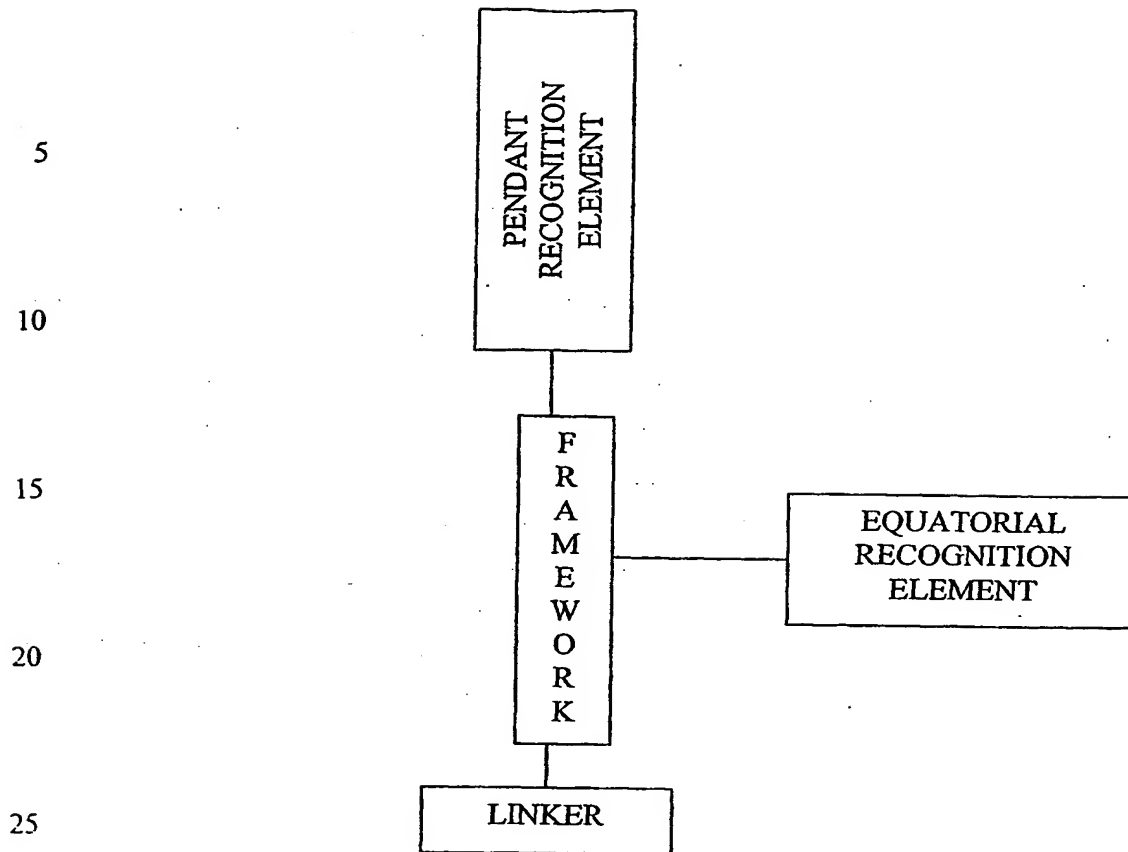 PENDANT
RECOGNITION
ELEMENT
5
10
F
R
A
M
E
W
O
R
K
15
EQUATORIAL
RECOGNITION
ELEMENT
20
LINKER
25